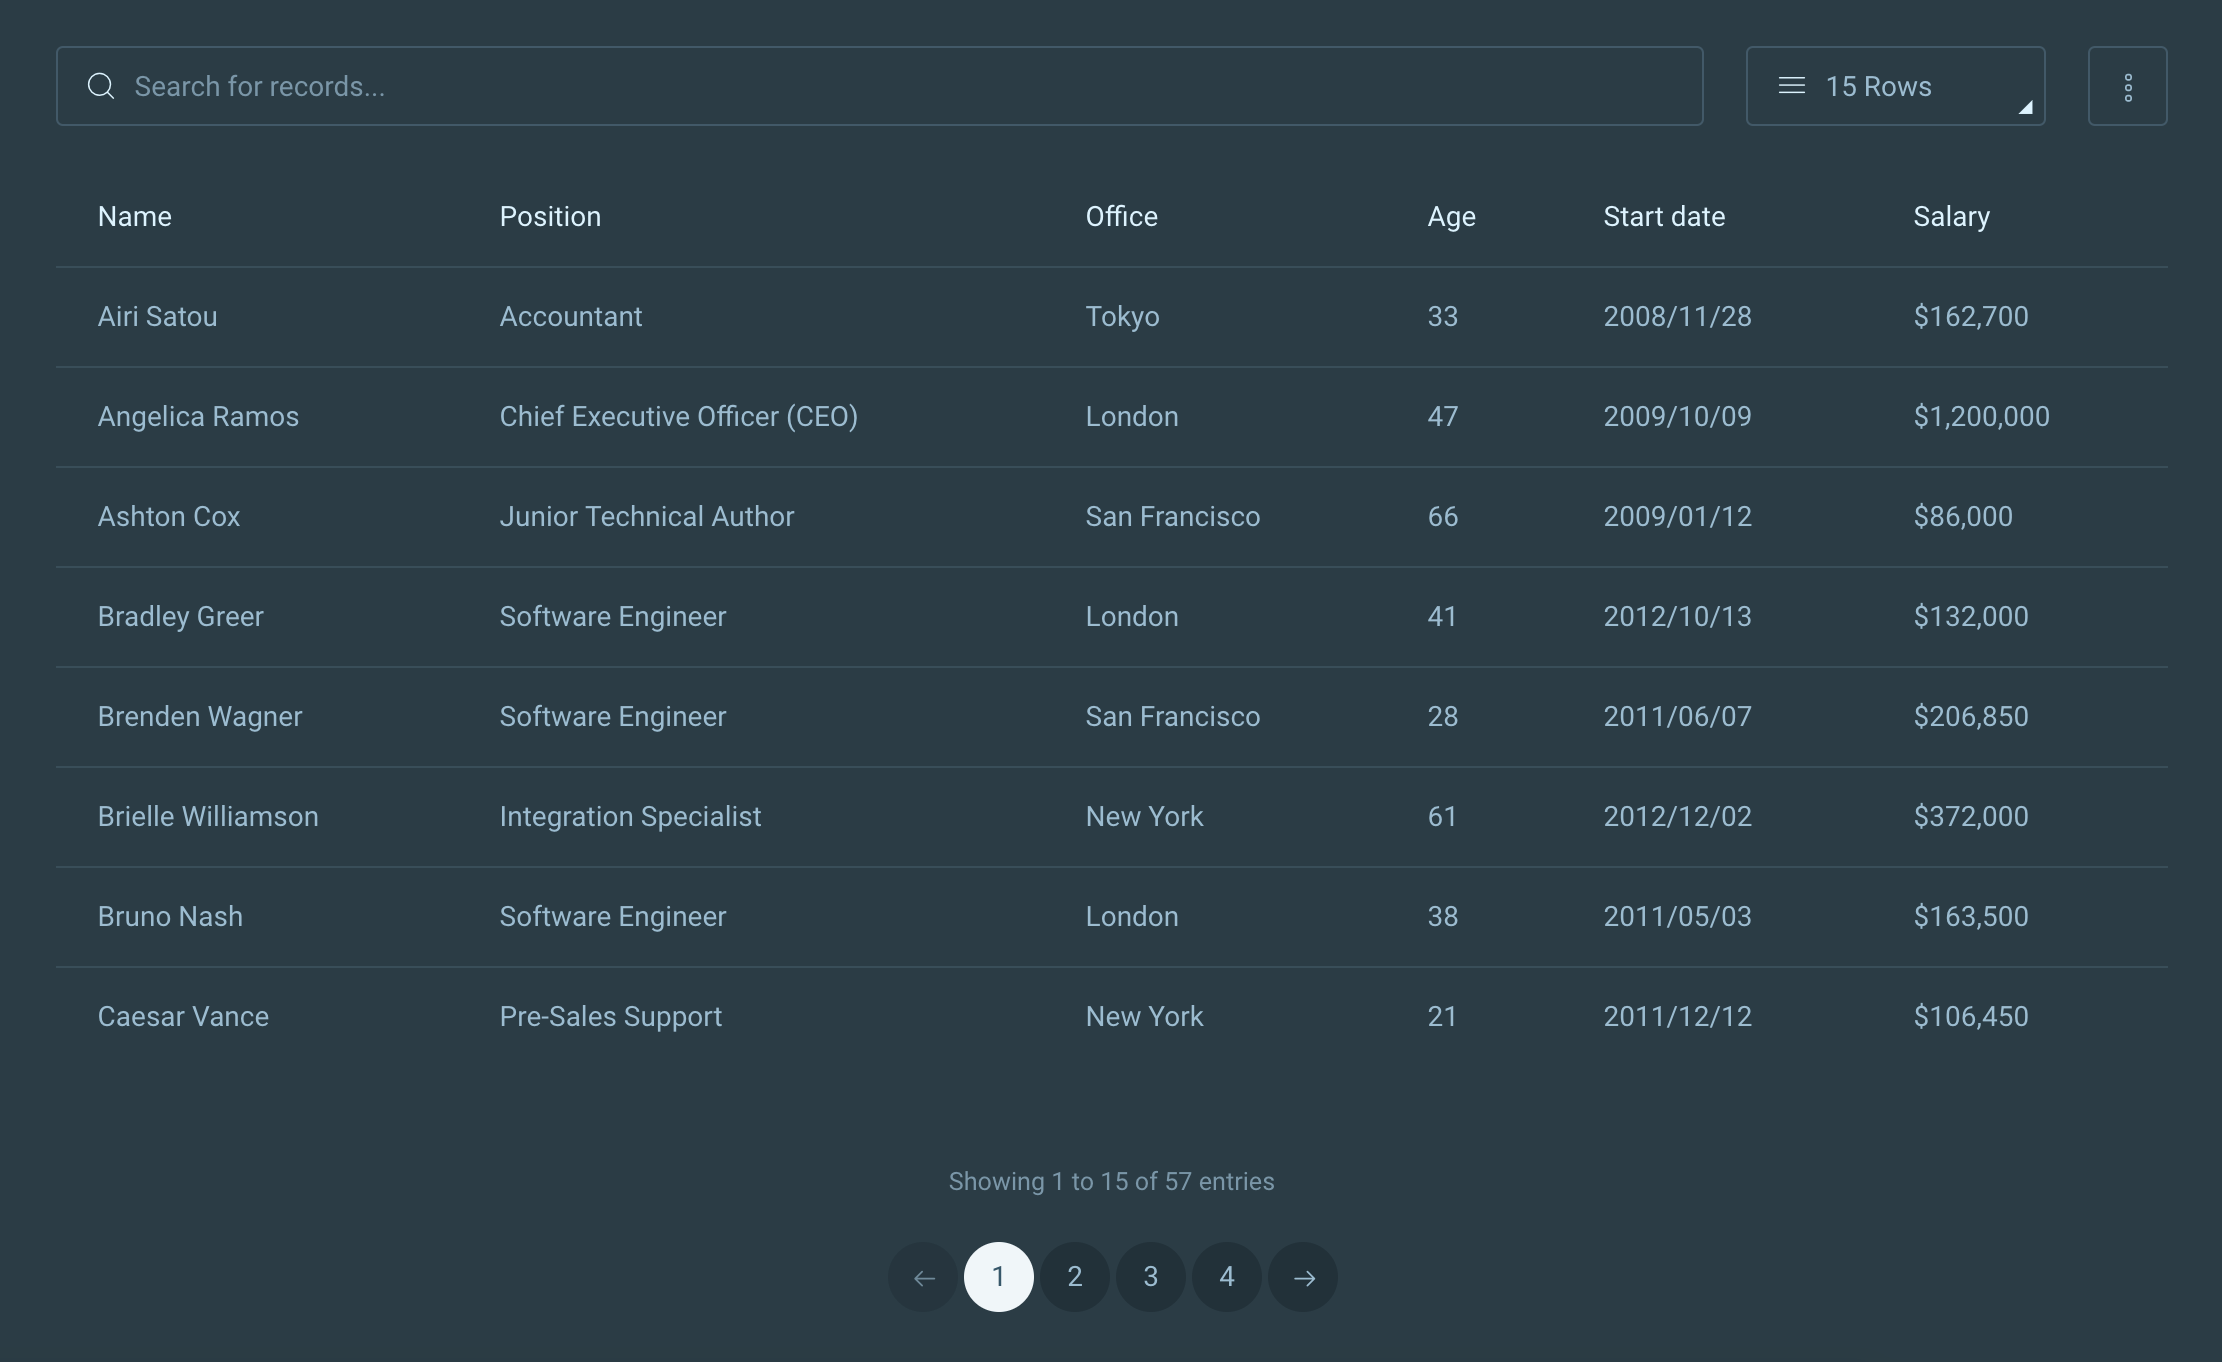 Search for records...
15 Rows
Name Position Office Age Start date Salary
Airi Satou Accountant Tokyo 33 2008/11/28 $162,700
Angelica Ramos Chief Executive Officer (CEO) London 47 2009/10/09 $1,200,000
Ashton Cox Junior Technical Author San Francisco 66 2009/01/12 $86,000
Bradley Greer Software Engineer London 41 2012/10/13 $132,000
Brenden Wagner Software Engineer San Francisco 28 2011/06/07 $206,850
Brielle Williamson Integration Specialist New York 61 2012/12/02 $372,000
Bruno Nash Software Engineer London 38 2011/05/03 $163,500
Caesar Vance Pre-Sales Support New York 21 2011/12/12 $106,450
Showing 1 to 15 of 57 entries
← 1 2 3 4 →